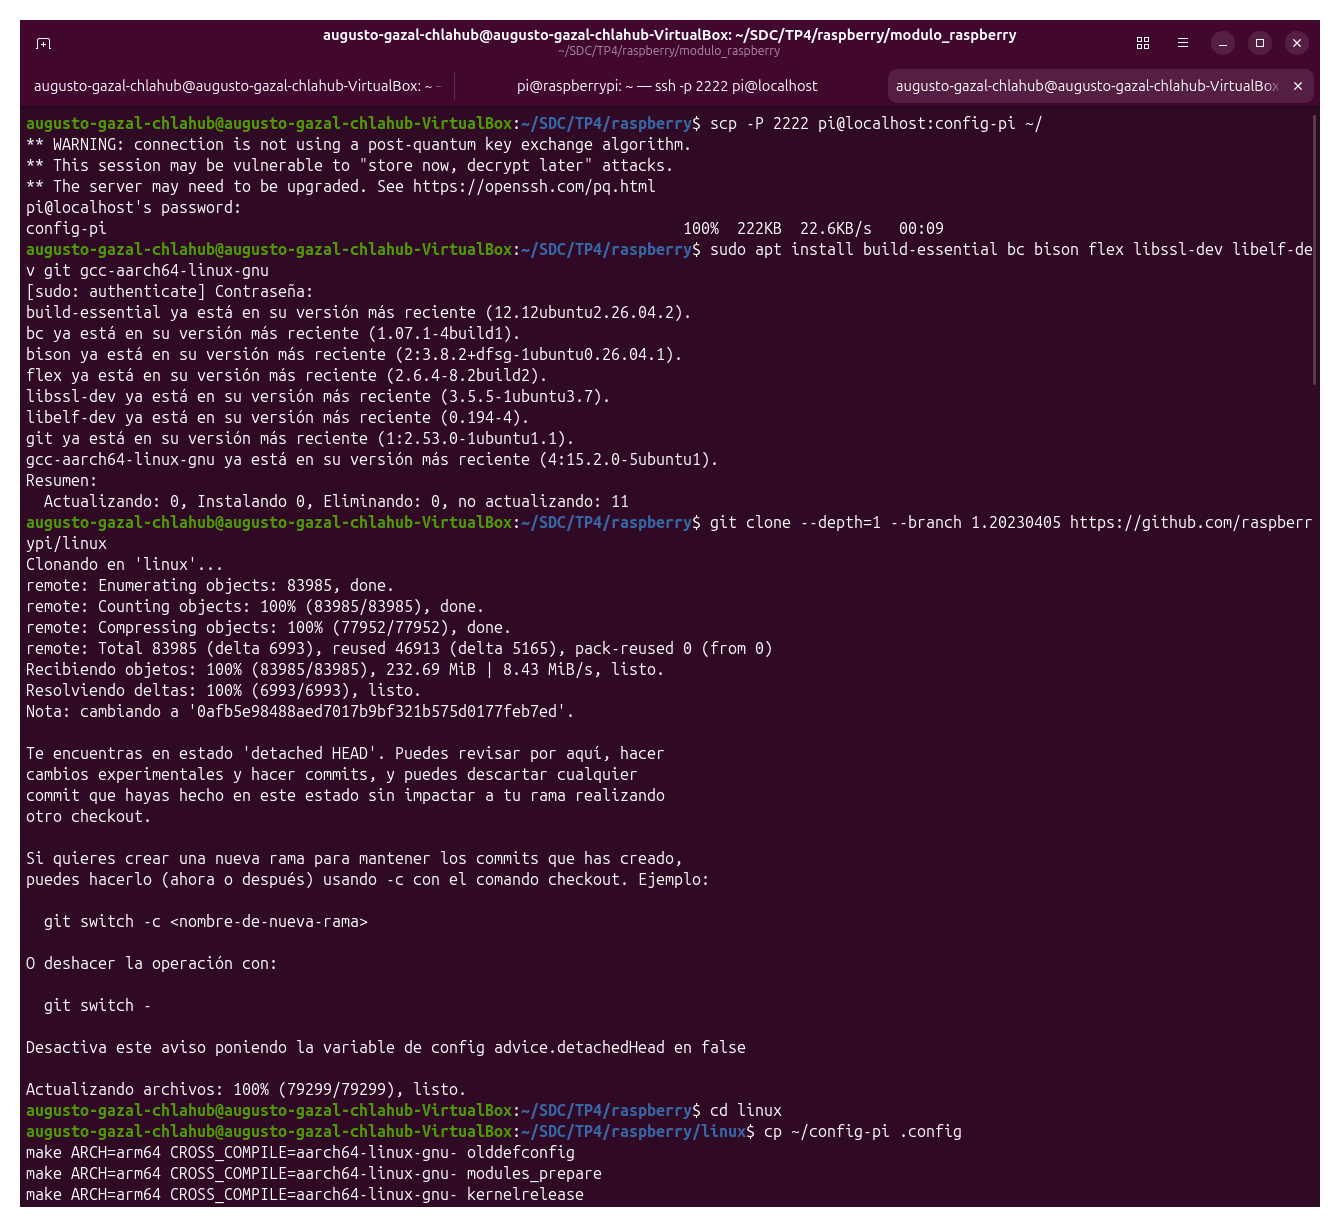 augusto-gazal-chlahub@augusto-gazal-chlahub-VirtualBox: ~/SDC/TP4/raspberry/modulo_raspberry
~/SDC/TP4/raspberry/modulo_raspberry
augusto-gazal-chlahub@augusto-gazal-chlahub-VirtualBox: ~ —
pi@raspberrypi: ~ — ssh -p 2222 pi@localhost
augusto-gazal-chlahub@augusto-gazal-chlahub-VirtualBox
augusto-gazal-chlahub@augusto-gazal-chlahub-VirtualBox:~/SDC/TP4/raspberry$ scp -P 2222 pi@localhost:config-pi ~/
** WARNING: connection is not using a post-quantum key exchange algorithm.
** This session may be vulnerable to "store now, decrypt later" attacks.
** The server may need to be upgraded. See https://openssh.com/pq.html
pi@localhost's password:
config-pi 100% 222KB 22.6KB/s 00:09
augusto-gazal-chlahub@augusto-gazal-chlahub-VirtualBox:~/SDC/TP4/raspberry$ sudo apt install build-essential bc bison flex libssl-dev libelf-de
v git gcc-aarch64-linux-gnu
[sudo: authenticate] Contraseña:
build-essential ya está en su versión más reciente (12.12ubuntu2.26.04.2).
bc ya está en su versión más reciente (1.07.1-4build1).
bison ya está en su versión más reciente (2:3.8.2+dfsg-1ubuntu0.26.04.1).
flex ya está en su versión más reciente (2.6.4-8.2build2).
libssl-dev ya está en su versión más reciente (3.5.5-1ubuntu3.7).
libelf-dev ya está en su versión más reciente (0.194-4).
git ya está en su versión más reciente (1:2.53.0-1ubuntu1.1).
gcc-aarch64-linux-gnu ya está en su versión más reciente (4:15.2.0-5ubuntu1).
Resumen:
  Actualizando: 0, Instalando 0, Eliminando: 0, no actualizando: 11
augusto-gazal-chlahub@augusto-gazal-chlahub-VirtualBox:~/SDC/TP4/raspberry$ git clone --depth=1 --branch 1.20230405 https://github.com/raspberr
ypi/linux
Clonando en 'linux'...
remote: Enumerating objects: 83985, done.
remote: Counting objects: 100% (83985/83985), done.
remote: Compressing objects: 100% (77952/77952), done.
remote: Total 83985 (delta 6993), reused 46913 (delta 5165), pack-reused 0 (from 0)
Recibiendo objetos: 100% (83985/83985), 232.69 MiB | 8.43 MiB/s, listo.
Resolviendo deltas: 100% (6993/6993), listo.
Nota: cambiando a '0afb5e98488aed7017b9bf321b575d0177feb7ed'.

Te encuentras en estado 'detached HEAD'. Puedes revisar por aquí, hacer
cambios experimentales y hacer commits, y puedes descartar cualquier
commit que hayas hecho en este estado sin impactar a tu rama realizando
otro checkout.

Si quieres crear una nueva rama para mantener los commits que has creado,
puedes hacerlo (ahora o después) usando -c con el comando checkout. Ejemplo:

  git switch -c <nombre-de-nueva-rama>

O deshacer la operación con:

  git switch -

Desactiva este aviso poniendo la variable de config advice.detachedHead en false

Actualizando archivos: 100% (79299/79299), listo.
augusto-gazal-chlahub@augusto-gazal-chlahub-VirtualBox:~/SDC/TP4/raspberry$ cd linux
augusto-gazal-chlahub@augusto-gazal-chlahub-VirtualBox:~/SDC/TP4/raspberry/linux$ cp ~/config-pi .config
make ARCH=arm64 CROSS_COMPILE=aarch64-linux-gnu- olddefconfig
make ARCH=arm64 CROSS_COMPILE=aarch64-linux-gnu- modules_prepare
make ARCH=arm64 CROSS_COMPILE=aarch64-linux-gnu- kernelrelease